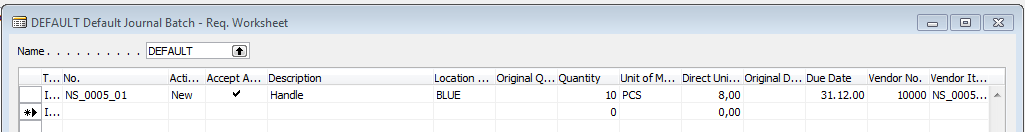 DEFAULT Default Journal Batch - Req. Worksheet
Name . . . . . . . . . . DEFAULT
T... No. Acti... Accept A... Description Location ... Original Q... Quantity Unit of M... Direct Uni... Original D... Due Date Vendor No. Vendor It...
I... NS_0005_01 New Handle BLUE 10 PCS 8,00 31.12.00 10000 NS_0005...
I... 0 0,00